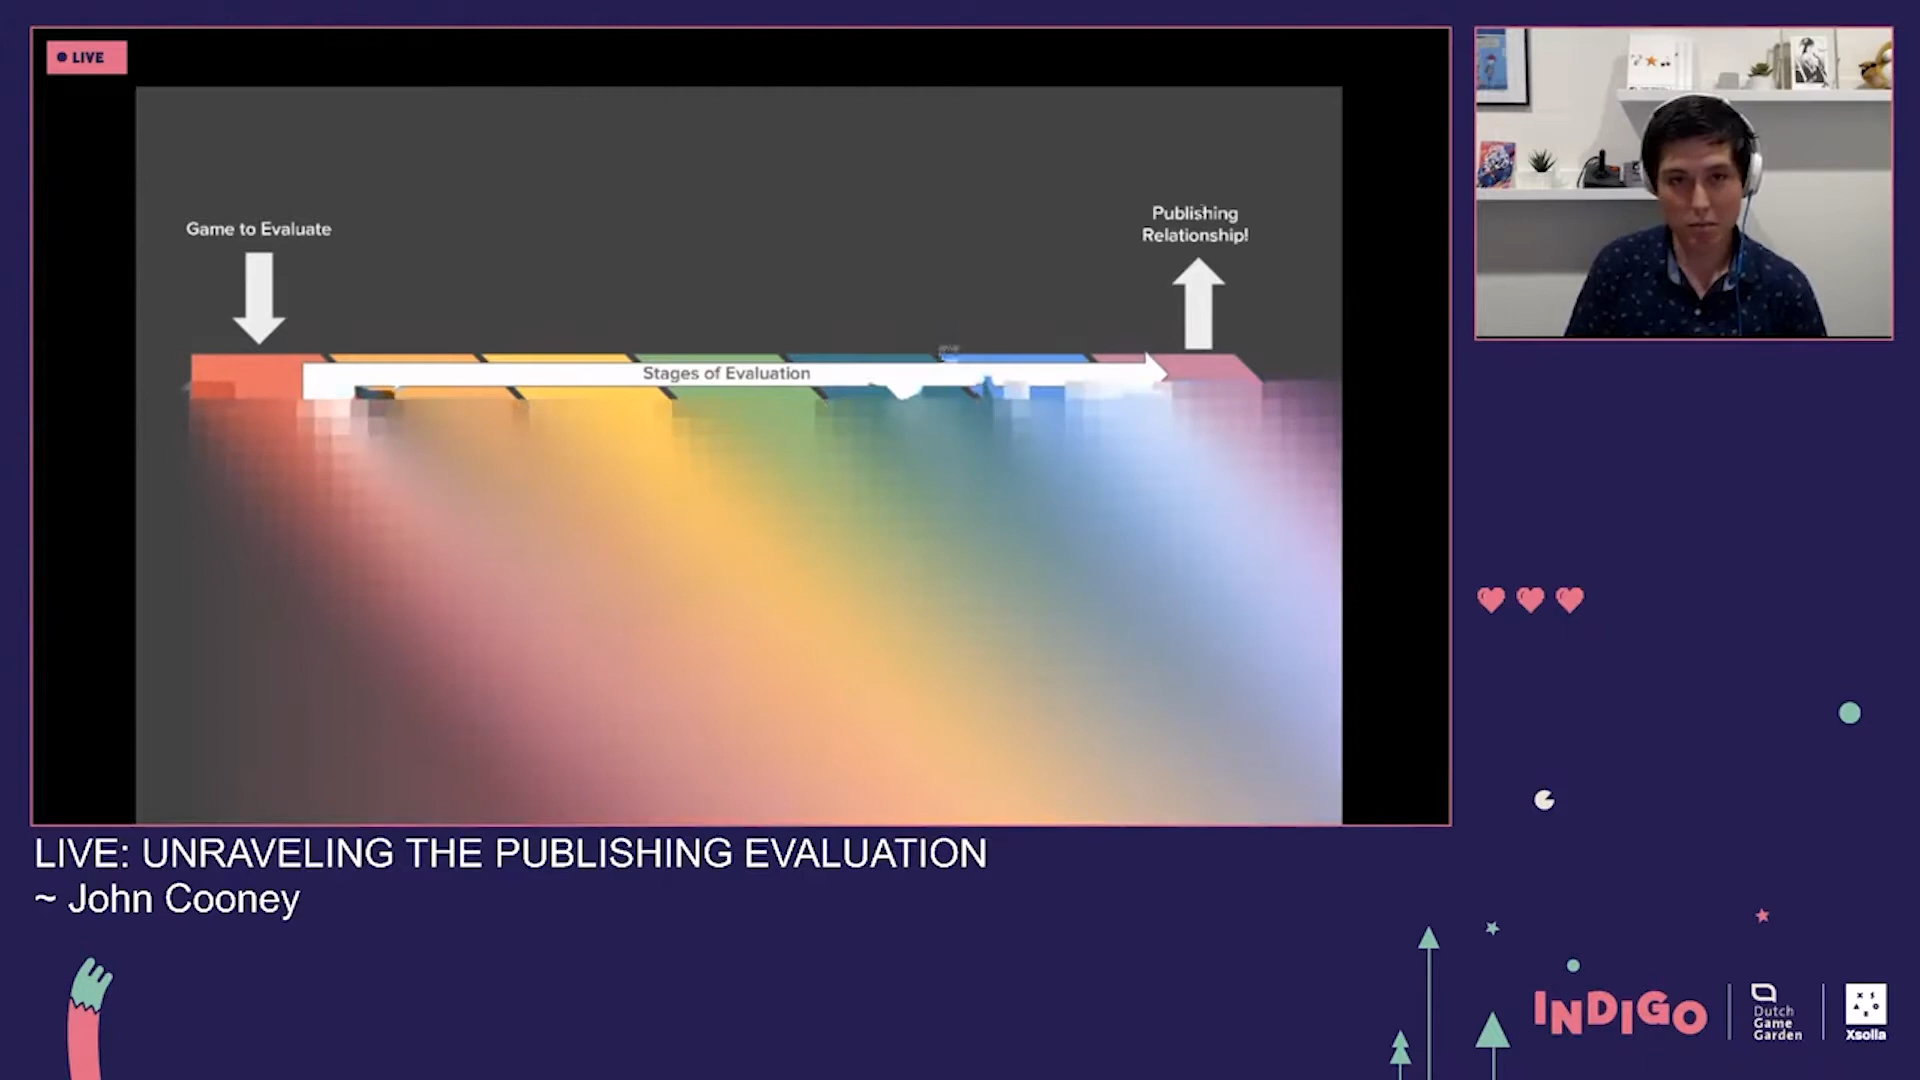 LIVE
Game to Evaluate
Publishing
Relationship!
Stages of Evaluation
LIVE: UNRAVELING THE PUBLISHING EVALUATION
~ John Cooney
INDIGO
Dutch
Game
Garden
Xsolla